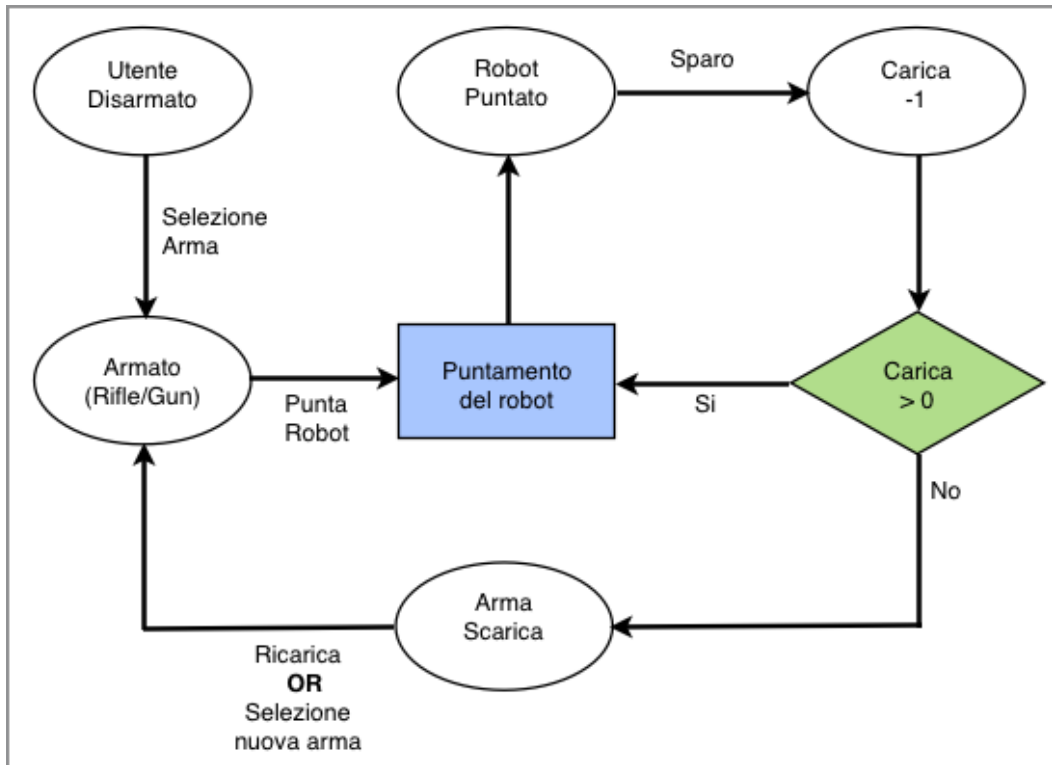 Utente
Disarmato
Robot
Puntato
Sparo
Carica
-1
Selezione
Arma
Armato
(Rifle/Gun)
Punta
Robot
Puntamento
del robot
Si
Carica
> 0
No
Arma
Scarica
Ricarica
OR
Selezione
nuova arma